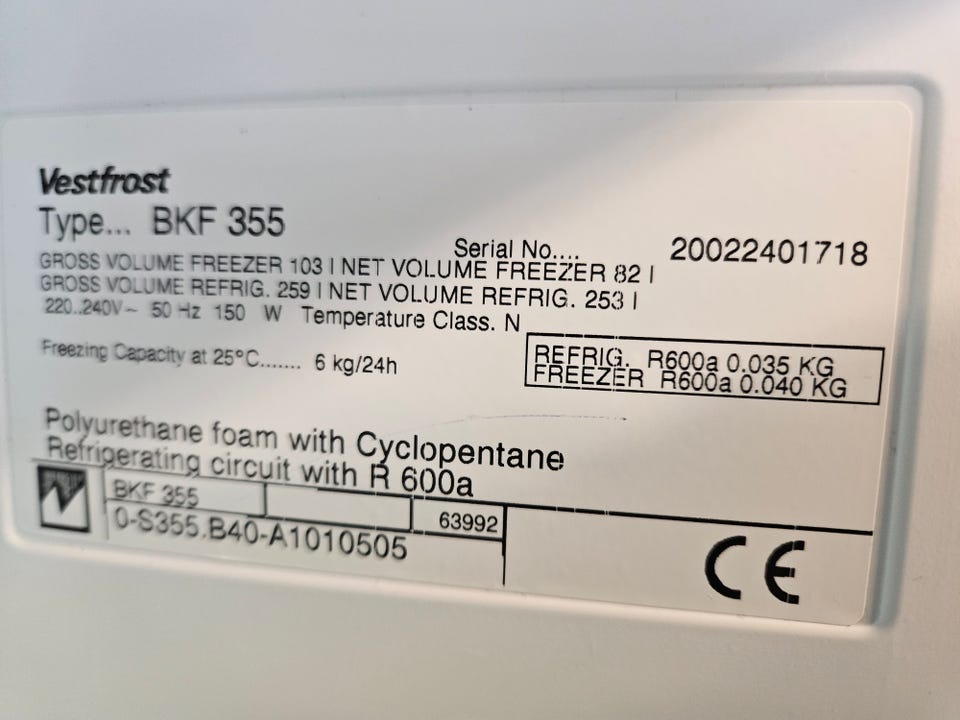 Vestfrost
Type... BKF 355
Serial No.... 20022401718
GROSS VOLUME FREEZER 103 l NET VOLUME FREEZER 82 l
GROSS VOLUME REFRIG. 259 l NET VOLUME REFRIG. 253 l
220..240V~ 50 Hz 150 W Temperature Class. N
Freezing Capacity at 25°C....... 6 kg/24h
REFRIG. R600a 0.035 KG
FREEZER R600a 0.040 KG
Polyurethane foam with Cyclopentane
Refrigerating circuit with R 600a
BKF 355 63992
0-S355.B40-A1010505
CE